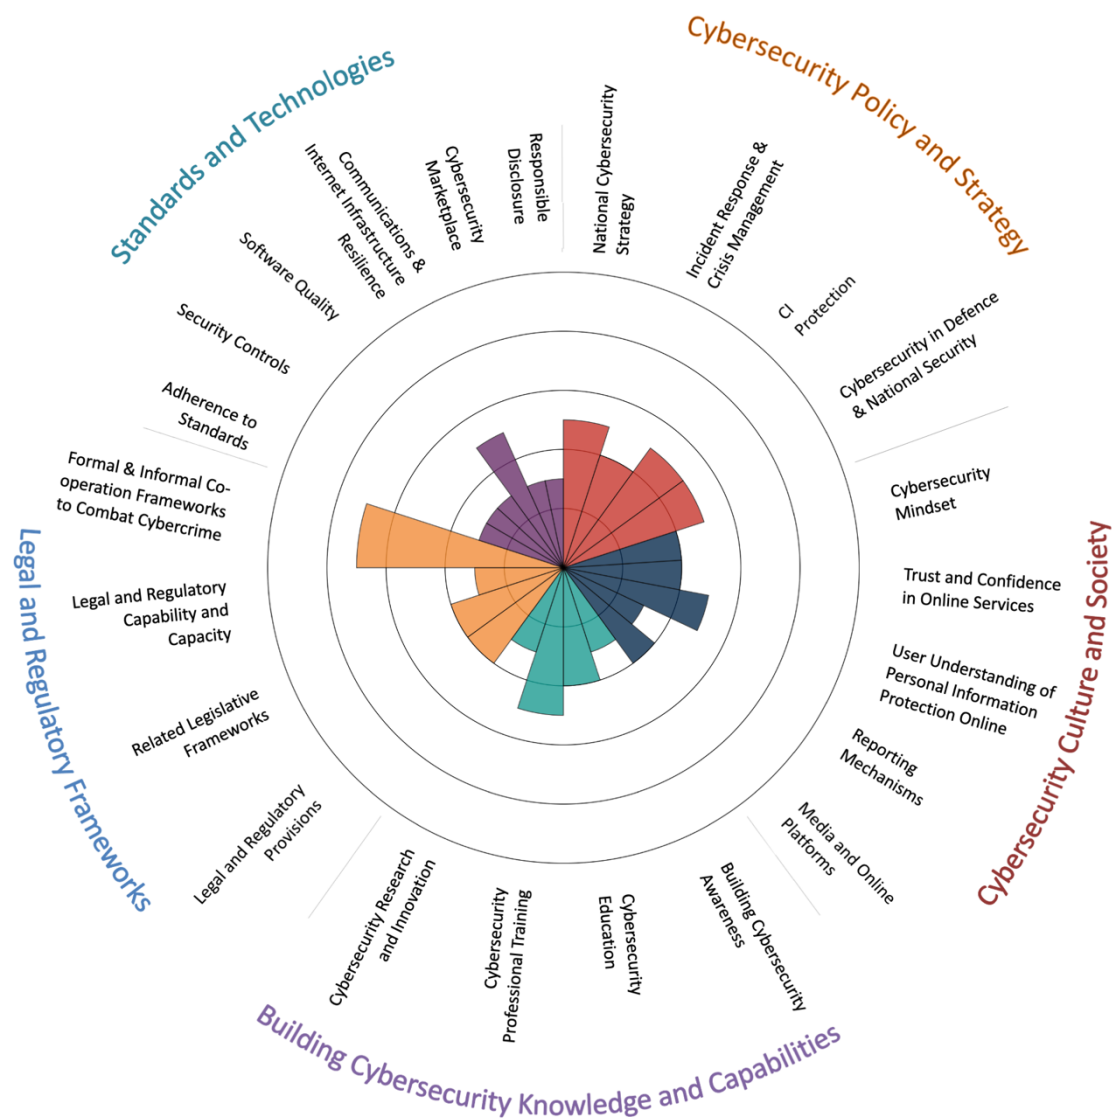 Cybersecurity Policy and Strategy
National Cybersecurity
Strategy
Incident Response &
Crisis Management
CI
Protection
Cybersecurity in Defence
& National Security
Cybersecurity Culture and Society
Cybersecurity
Mindset
Trust and Confidence
in Online Services
User Understanding of
Personal Information
Protection Online
Reporting
Mechanisms
Media and Online
Platforms
Building Cybersecurity Knowledge and Capabilities
Building Cybersecurity
Awareness
Cybersecurity
Education
Cybersecurity
Professional Training
Cybersecurity Research
and Innovation
Legal and Regulatory Frameworks
Legal and Regulatory
Provisions
Related Legislative
Frameworks
Legal and Regulatory
Capability and
Capacity
Formal & Informal Co-
operation Frameworks
to Combat Cybercrime
Standards and Technologies
Adherence to
Standards
Security Controls
Software Quality
Communications &
Internet Infrastructure
Resilience
Cybersecurity
Marketplace
Responsible
Disclosure